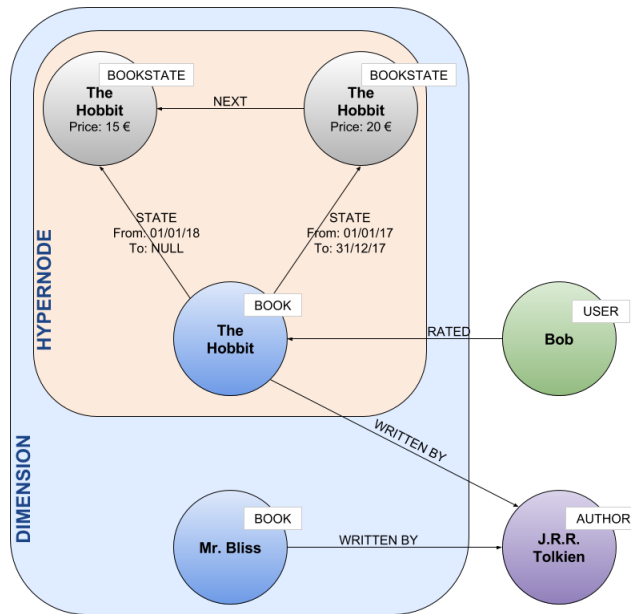 BOOKSTATE
The
Hobbit
Price: 15 €
NEXT
BOOKSTATE
The
Hobbit
Price: 20 €
STATE
From: 01/01/18
To: NULL
STATE
From: 01/01/17
To: 31/12/17
HYPERNODE
BOOK
The
Hobbit
RATED
USER
Bob
WRITTEN BY
DIMENSION
BOOK
Mr. Bliss
WRITTEN BY
AUTHOR
J.R.R.
Tolkien